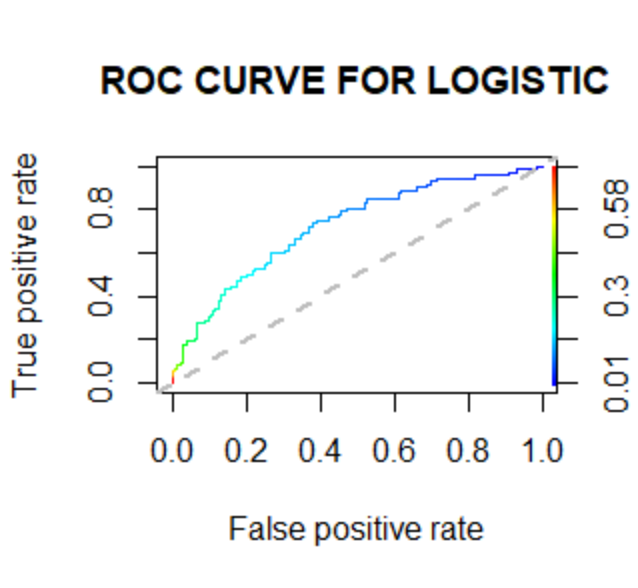 ROC CURVE FOR LOGISTIC
True positive rate
0.0 0.4 0.8
0.01 0.3 0.58
0.0 0.2 0.4 0.6 0.8 1.0
False positive rate